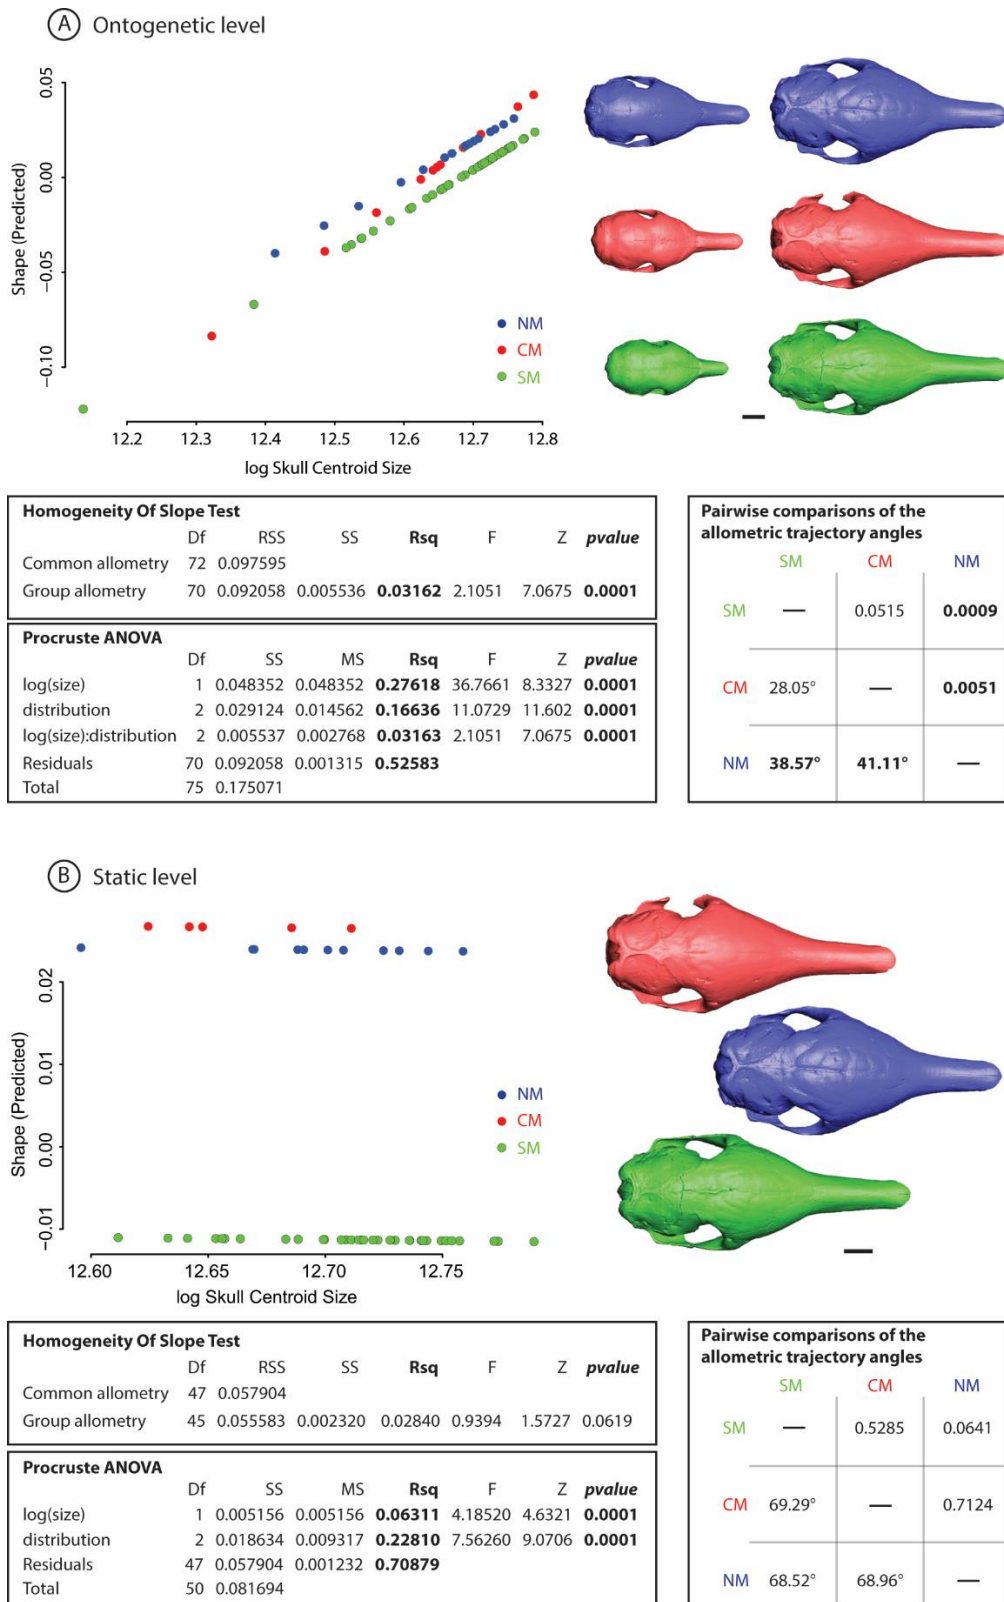 A Ontogenetic level
0.05
0.00
−0.05
−0.10
Shape (Predicted)
NM
CM
SM
12.2 12.3 12.4 12.5 12.6 12.7 12.8
log Skull Centroid Size
Homogeneity Of Slope Test
Df RSS SS Rsq F Z pvalue
Common allometry 72 0.097595
Group allometry 70 0.092058 0.005536 0.03162 2.1051 7.0675 0.0001
Procruste ANOVA
Df SS MS Rsq F Z pvalue
log(size) 1 0.048352 0.048352 0.27618 36.7661 8.3327 0.0001
distribution 2 0.029124 0.014562 0.16636 11.0729 11.602 0.0001
log(size):distribution 2 0.005537 0.002768 0.03163 2.1051 7.0675 0.0001
Residuals 70 0.092058 0.001315 0.52583
Total 75 0.175071
Pairwise comparisons of the
allometric trajectory angles
SM CM NM
SM — 0.0515 0.0009
CM 28.05° — 0.0051
NM 38.57° 41.11° —
B Static level
0.02
0.01
0.00
−0.01
Shape (Predicted)
NM
CM
SM
12.60 12.65 12.70 12.75
log Skull Centroid Size
Homogeneity Of Slope Test
Df RSS SS Rsq F Z pvalue
Common allometry 47 0.057904
Group allometry 45 0.055583 0.002320 0.02840 0.9394 1.5727 0.0619
Procruste ANOVA
Df SS MS Rsq F Z pvalue
log(size) 1 0.005156 0.005156 0.06311 4.18520 4.6321 0.0001
distribution 2 0.018634 0.009317 0.22810 7.56260 9.0706 0.0001
Residuals 47 0.057904 0.001232 0.70879
Total 50 0.081694
Pairwise comparisons of the
allometric trajectory angles
SM CM NM
SM — 0.5285 0.0641
CM 69.29° — 0.7124
NM 68.52° 68.96° —